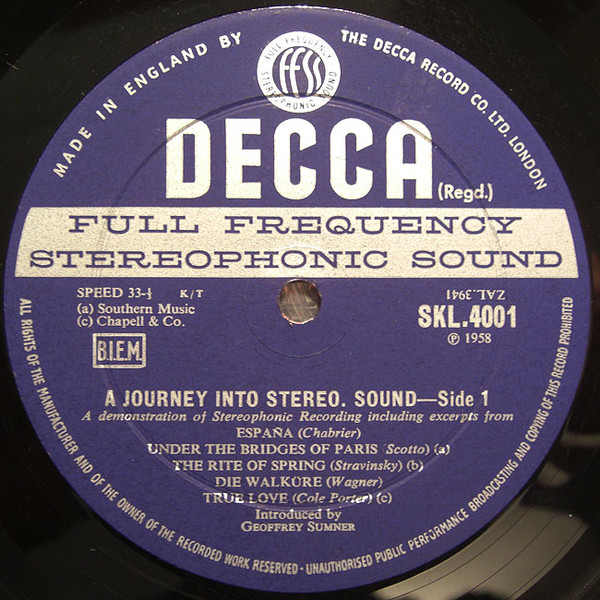 MADE IN ENGLAND BY
THE DECCA RECORD CO. LTD. LONDON
FULL FREQUENCY
FFSS
STEREOPHONIC SOUND
DECCA
(Regd.)
FULL FREQUENCY
STEREOPHONIC SOUND
SPEED 33-⅓ K/T
(a) Southern Music
(c) Chapell & Co.
B.I.E.M.
ZAL.3941
SKL.4001
Ⓟ 1958
A JOURNEY INTO STEREO. SOUND—Side 1
A demonstration of Stereophonic Recording including excerpts from
ESPAÑA (Chabrier)
UNDER THE BRIDGES OF PARIS (Scotto) (a)
THE RITE OF SPRING (Stravinsky) (b)
DIE WALKÜRE (Wagner)
TRUE LOVE (Cole Porter) (c)
Introduced by
GEOFFREY SUMNER
ALL RIGHTS OF THE MANUFACTURER AND OF THE OWNER OF THE RECORDED WORK RESERVED · UNAUTHORISED PUBLIC PERFORMANCE BROADCASTING AND COPYING OF THIS RECORD PROHIBITED